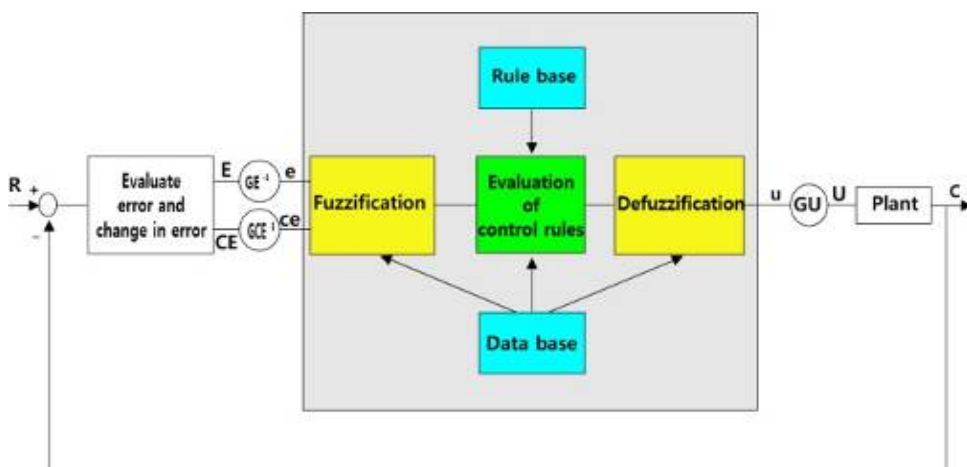 Rule base
R
+
−
Evaluate
error and
change in error
E
GE⁻¹
e
CE
GCE⁻¹
ce
Fuzzification
Evaluation
of
control rules
Defuzzification
u
GU
U
Plant
C
Data base